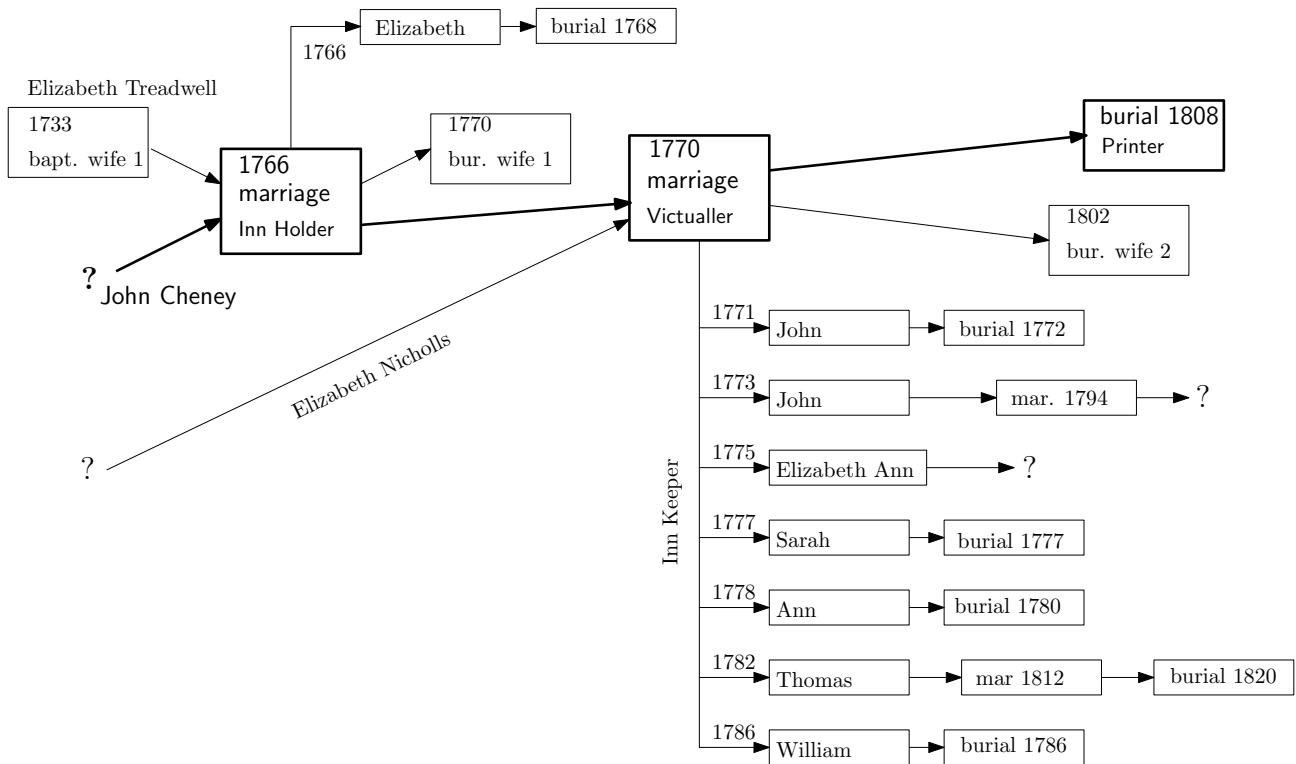 Elizabeth
burial 1768
1766
Elizabeth Treadwell
1733
bapt. wife 1
1766
marriage
Inn Holder
1770
bur. wife 1
1770
marriage
Victualler
burial 1808
Printer
1802
bur. wife 2
?
John Cheney
Elizabeth Nicholls
?
Inn Keeper
1771
John
burial 1772
1773
John
mar. 1794
?
1775
Elizabeth Ann
?
1777
Sarah
burial 1777
1778
Ann
burial 1780
1782
Thomas
mar 1812
burial 1820
1786
William
burial 1786